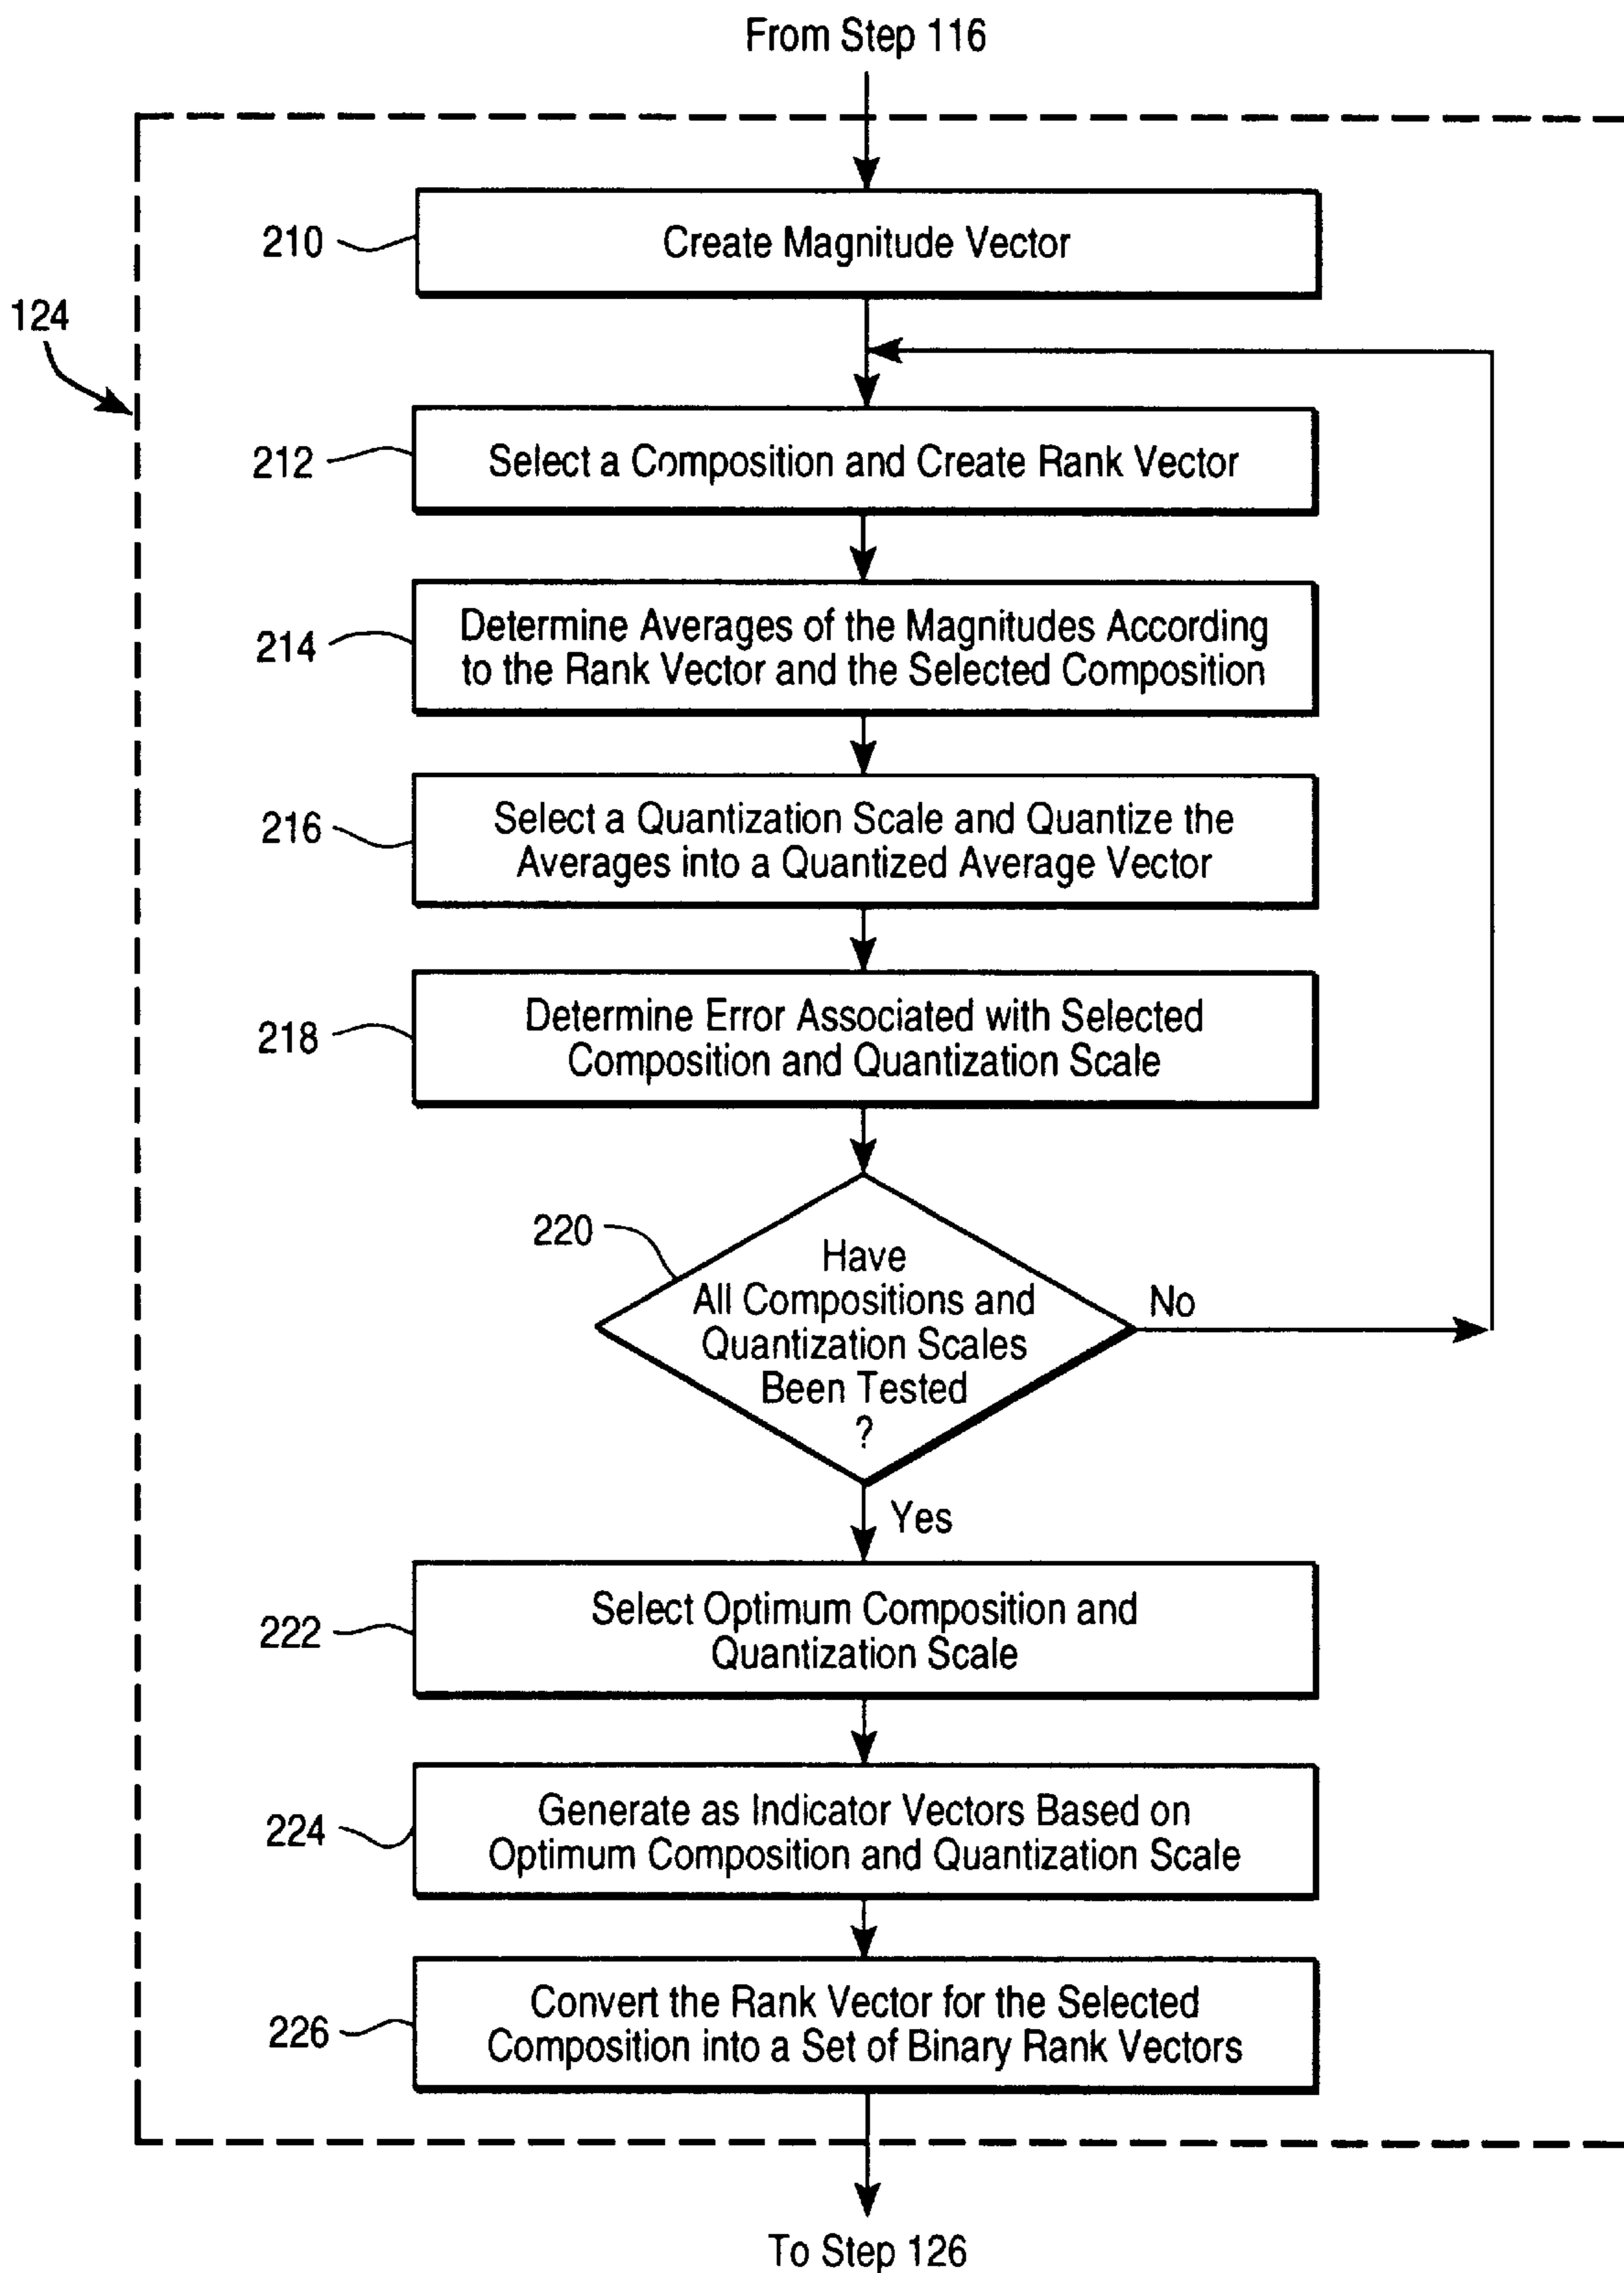 From Step 116
124
210
Create Magnitude Vector
212
Select a Composition and Create Rank Vector
214
Determine Averages of the Magnitudes According
to the Rank Vector and the Selected Composition
216
Select a Quantization Scale and Quantize the
Averages into a Quantized Average Vector
218
Determine Error Associated with Selected
Composition and Quantization Scale
220
Have
All Compositions and
Quantization Scales
Been Tested
?
No
Yes
222
Select Optimum Composition and
Quantization Scale
224
Generate as Indicator Vectors Based on
Optimum Composition and Quantization Scale
226
Convert the Rank Vector for the Selected
Composition into a Set of Binary Rank Vectors
To Step 126